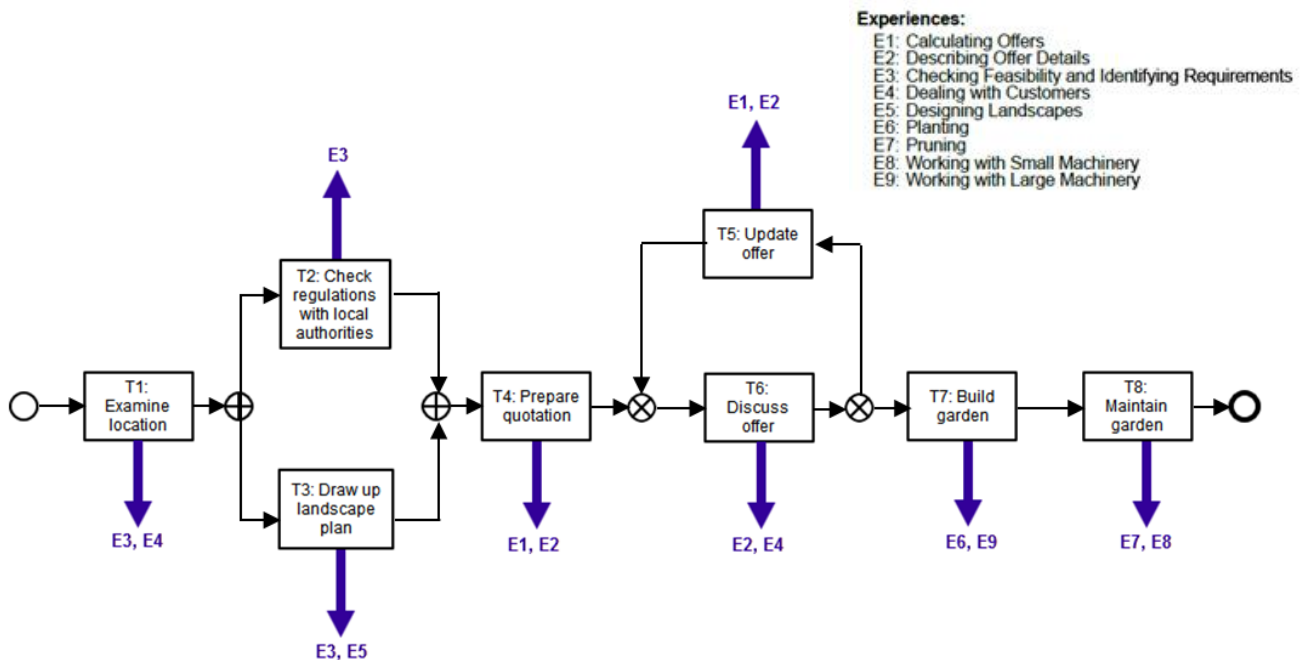 Experiences:
E1: Calculating Offers
E2: Describing Offer Details
E3: Checking Feasibility and Identifying Requirements
E4: Dealing with Customers
E5: Designing Landscapes
E6: Planting
E7: Pruning
E8: Working with Small Machinery
E9: Working with Large Machinery
E1, E2
E3
T5: Update
offer
T2: Check
regulations
with local
authorities
T1:
Examine
location
T4: Prepare
quotation
T6:
Discuss
offer
T7: Build
garden
T8:
Maintain
garden
T3: Draw up
landscape
plan
E3, E4
E1, E2
E2, E4
E6, E9
E7, E8
E3, E5